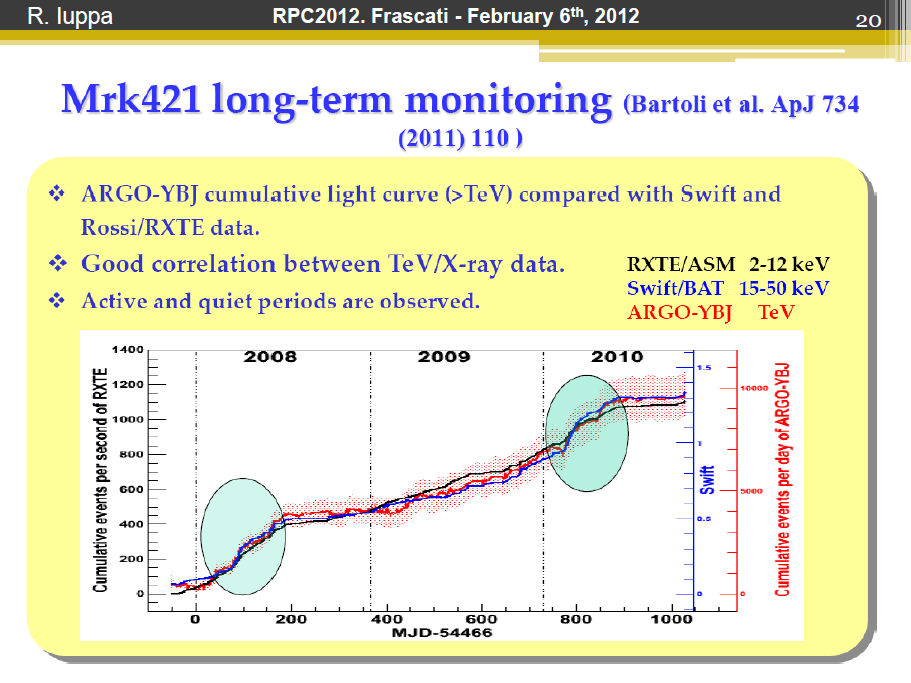 R. Iuppa
RPC2012. Frascati - February 6th, 2012
20
Mrk421 long-term monitoring (Bartoli et al. ApJ 734
(2011) 110 )
❖ ARGO-YBJ cumulative light curve (>TeV) compared with Swift and
Rossi/RXTE data.
❖ Good correlation between TeV/X-ray data.
❖ Active and quiet periods are observed.
RXTE/ASM 2-12 keV
Swift/BAT 15-50 keV
ARGO-YBJ TeV
2008 2009 2010
Cumulative events per second of RXTE
1400
1200
1000
800
600
400
200
0
0 200 400 600 800 1000
MJD-54466
1.5
1
0.5
0
Swift
10000
5000
0
Cumulative events per day of ARGO-YBJ